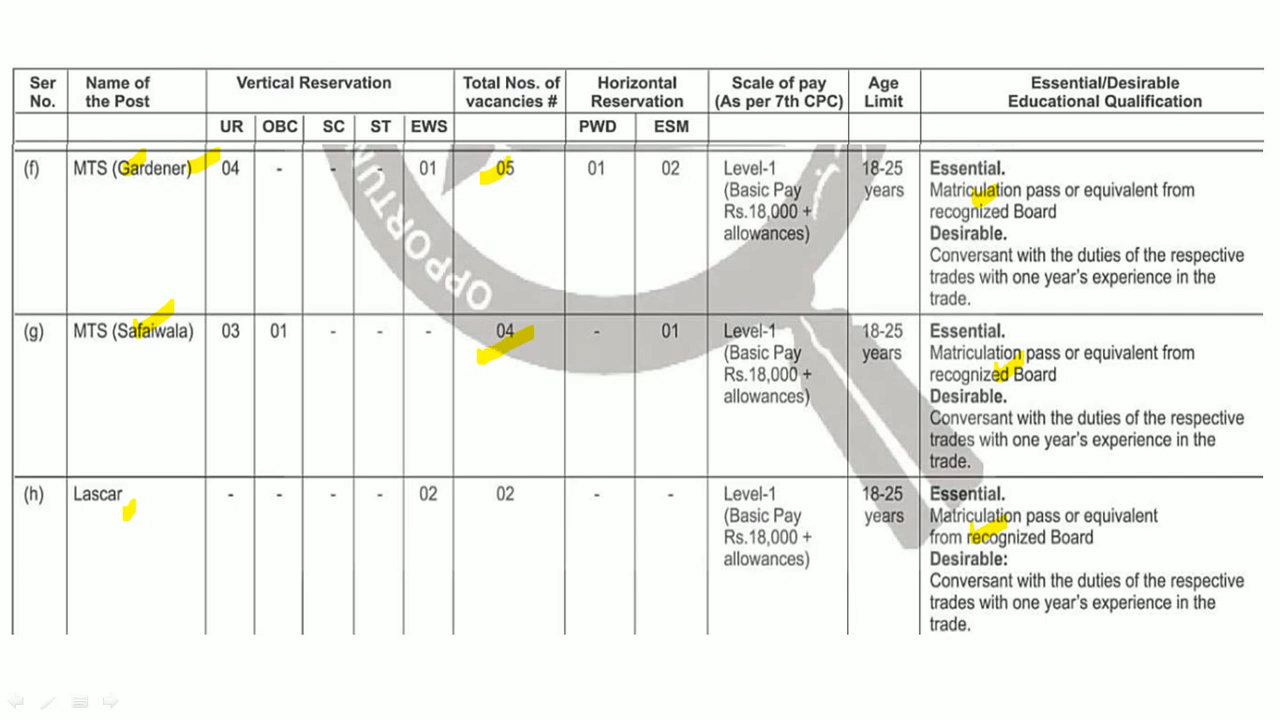 Ser No. Name of the Post Vertical Reservation Total Nos. of vacancies # Horizontal Reservation Scale of pay (As per 7th CPC) Age Limit Essential/Desirable Educational Qualification
UR OBC SC ST EWS PWD ESM
(f) MTS (Gardener) 04 - - - 01 05 01 02 Level-1 18-25 Essential.
(Basic Pay years Matriculation pass or equivalent from
Rs.18,000 + recognized Board
allowances) Desirable.
Conversant with the duties of the respective
trades with one year's experience in the
trade.
(g) MTS (Safaiwala) 03 01 - - - 04 - 01 Level-1 18-25 Essential.
(Basic Pay years Matriculation pass or equivalent from
Rs.18,000 + recognized Board
allowances) Desirable.
Conversant with the duties of the respective
trades with one year's experience in the
trade.
(h) Lascar - - - - 02 02 - - Level-1 18-25 Essential.
(Basic Pay years Matriculation pass or equivalent
Rs.18,000 + from recognized Board
allowances) Desirable:
Conversant with the duties of the respective
trades with one year's experience in the
trade.